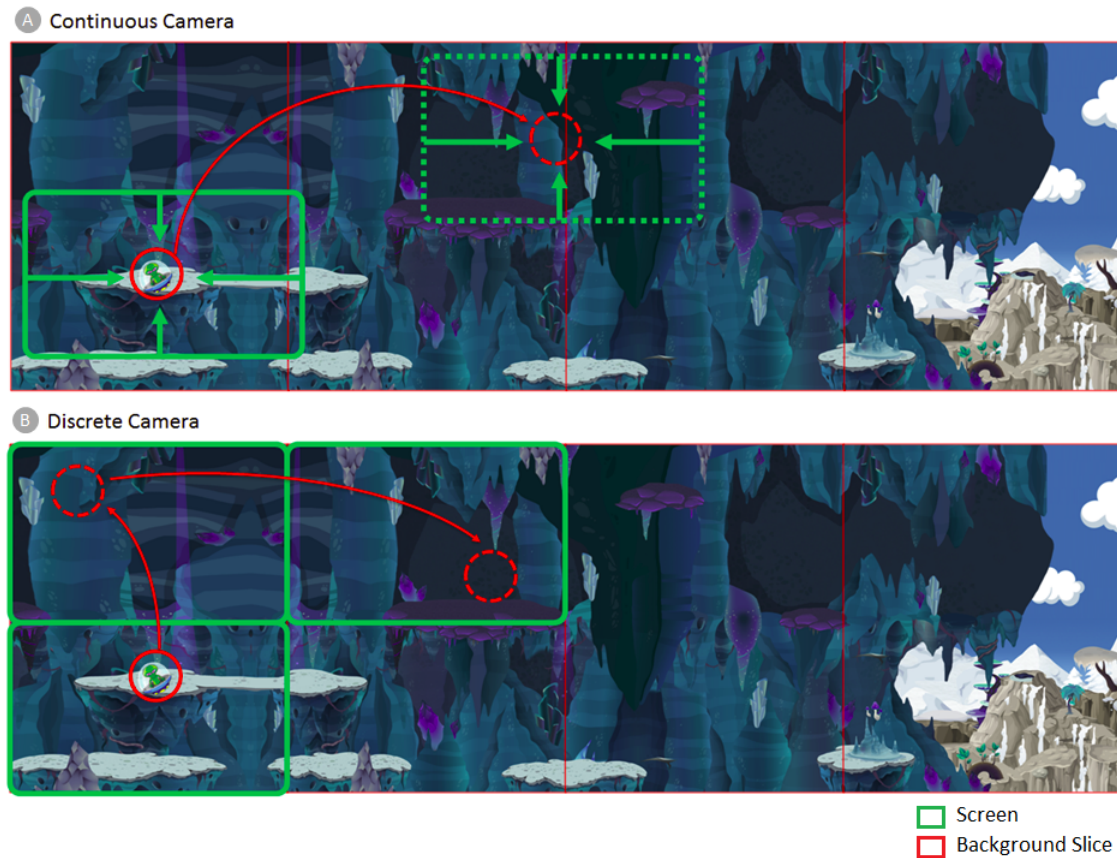 A Continuous Camera
B Discrete Camera
Screen
Background Slice